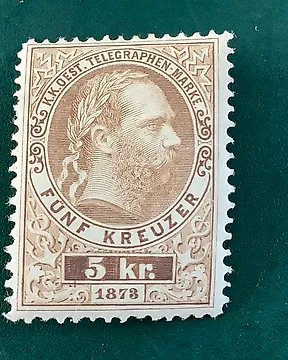 K.K.OEST.TELEGRAPHEN-MARKE
FÜNF KREUZER
5 kr.
1873